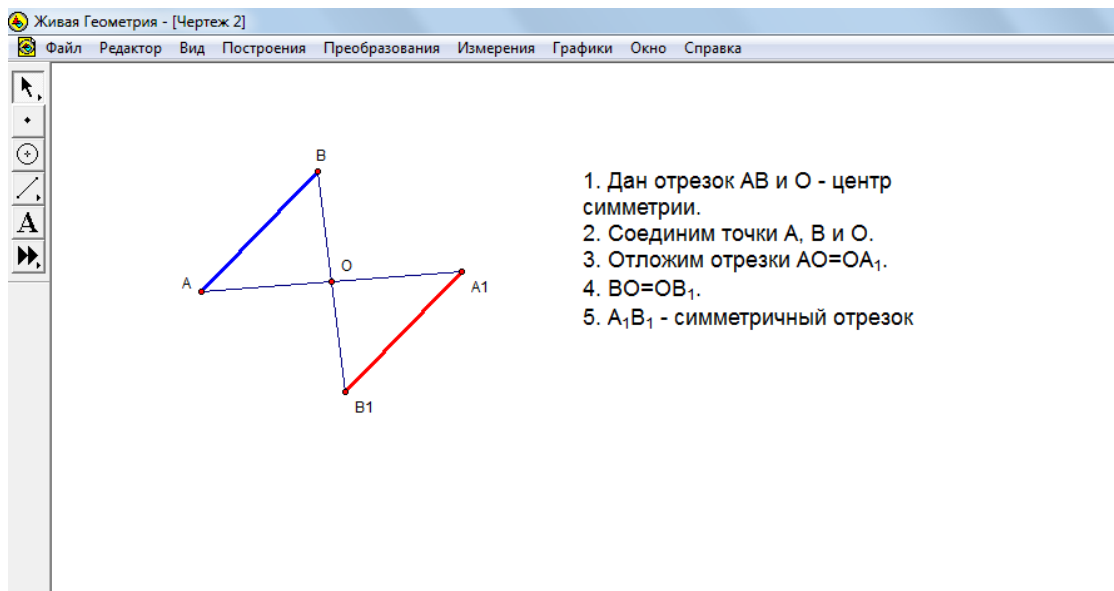 Живая Геометрия - [Чертеж 2]
Файл Редактор Вид Построения Преобразования Измерения Графики Окно Справка
A
B
O
A
A1
B1
1. Дан отрезок АВ и О - центр
симметрии.
2. Соединим точки А, В и О.
3. Отложим отрезки АО=ОА₁.
4. ВО=ОВ₁.
5. А₁В₁ - симметричный отрезок